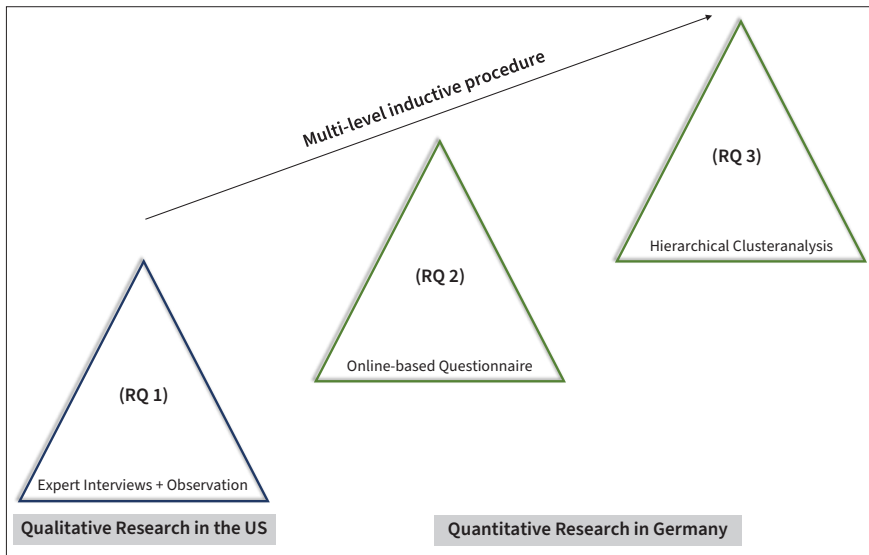 Multi-level inductive procedure
(RQ 3)
Hierarchical Clusteranalysis
(RQ 2)
Online-based Questionnaire
(RQ 1)
Expert Interviews + Observation
Qualitative Research in the US
Quantitative Research in Germany